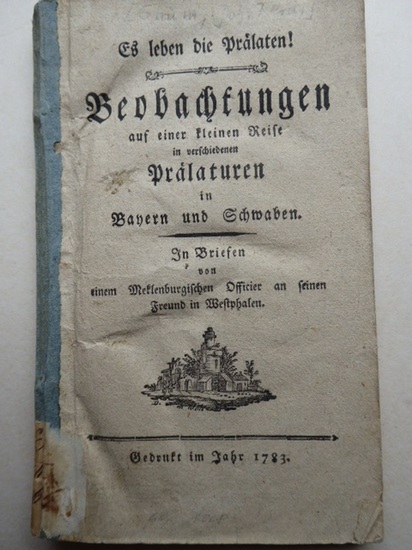 Es leben die Prälaten!
Beobachtungen
auf einer kleinen Reise
in verschiedenen
Prälaturen
in
Bayern und Schwaben.
In Briefen
von
einem Meklenburgischen Officier an seinen
Freund in Westphalen.
Gedrukt im Jahr 1783.